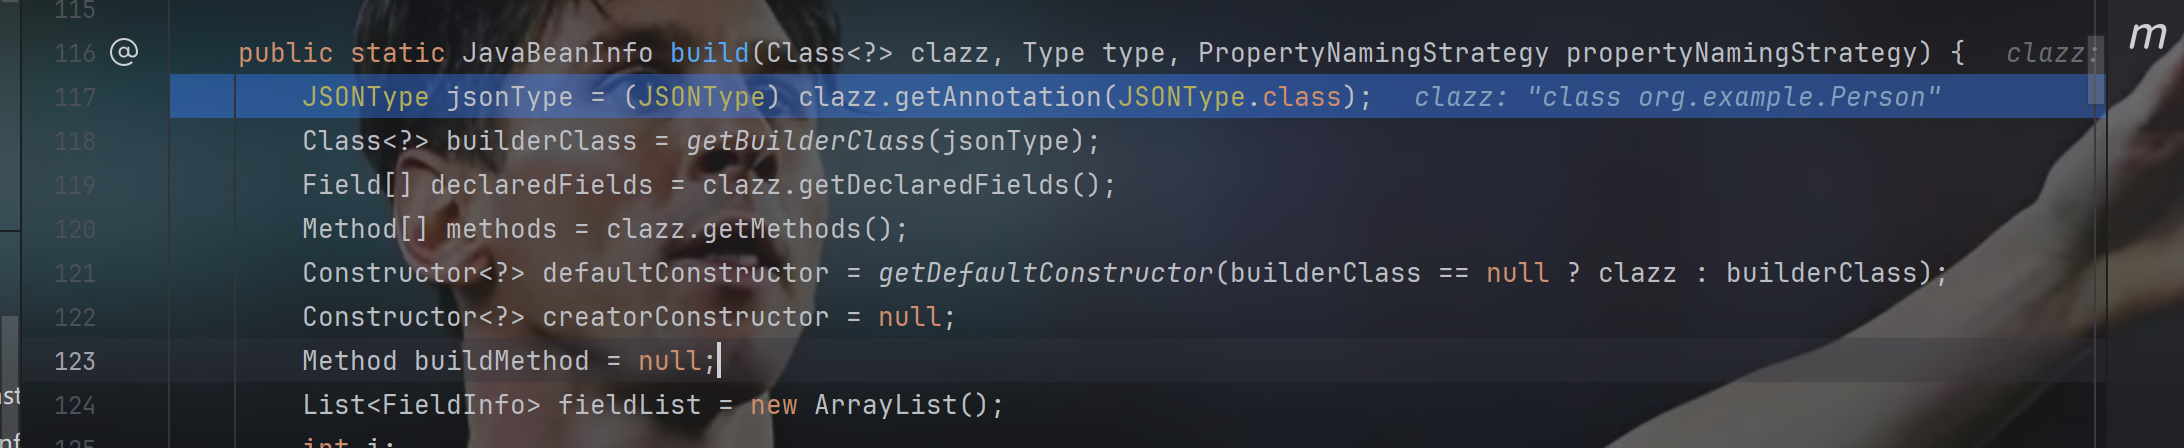 115
116 public static JavaBeanInfo build(Class<?> clazz, Type type, PropertyNamingStrategy propertyNamingStrategy) { clazz:
m
117 JSONType jsonType = (JSONType) clazz.getAnnotation(JSONType.class); clazz: "class org.example.Person"
118 Class<?> builderClass = getBuilderClass(jsonType);
119 Field[] declaredFields = clazz.getDeclaredFields();
120 Method[] methods = clazz.getMethods();
121 Constructor<?> defaultConstructor = getDefaultConstructor(builderClass == null ? clazz : builderClass);
122 Constructor<?> creatorConstructor = null;
123 Method buildMethod = null;
124 List<FieldInfo> fieldList = new ArrayList();
125 int i;